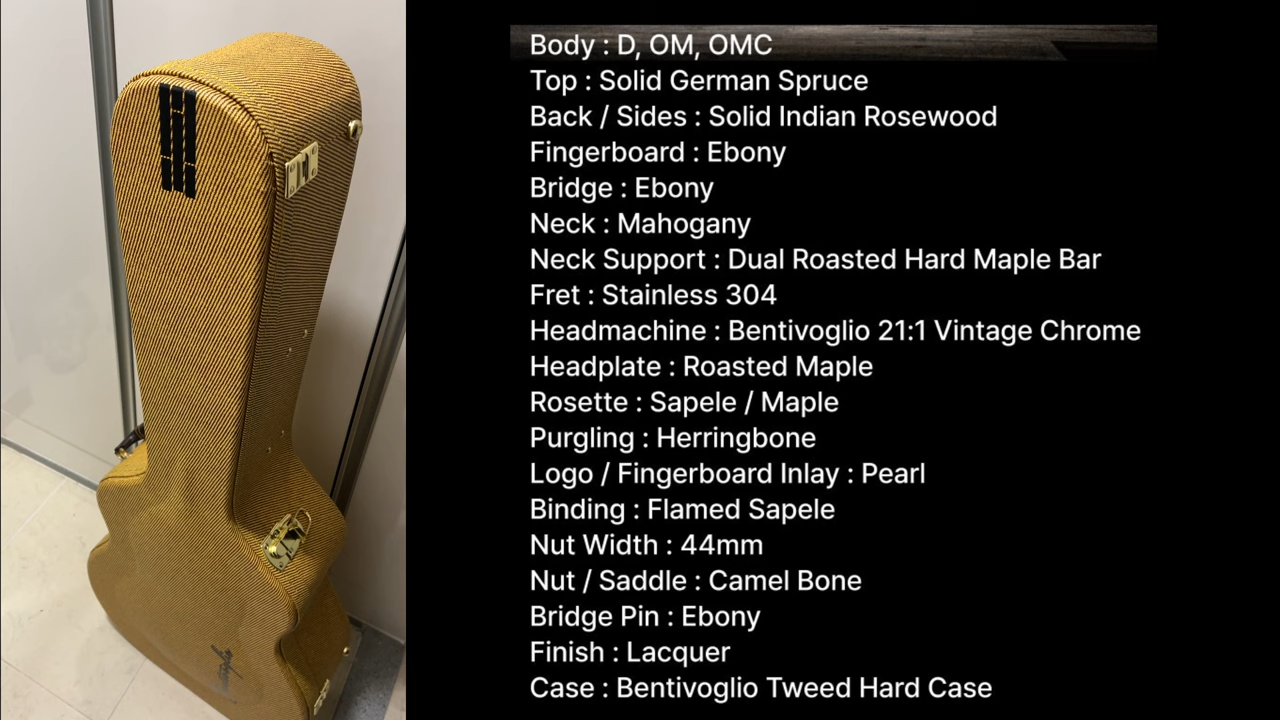 Body : D, OM, OMC
Top : Solid German Spruce
Back / Sides : Solid Indian Rosewood
Fingerboard : Ebony
Bridge : Ebony
Neck : Mahogany
Neck Support : Dual Roasted Hard Maple Bar
Fret : Stainless 304
Headmachine : Bentivoglio 21:1 Vintage Chrome
Headplate : Roasted Maple
Rosette : Sapele / Maple
Purgling : Herringbone
Logo / Fingerboard Inlay : Pearl
Binding : Flamed Sapele
Nut Width : 44mm
Nut / Saddle : Camel Bone
Bridge Pin : Ebony
Finish : Lacquer
Case : Bentivoglio Tweed Hard Case